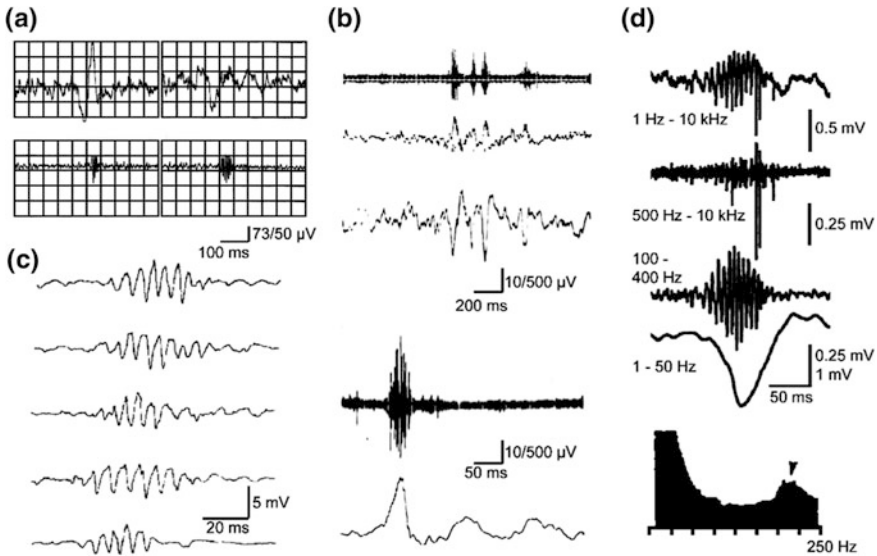 (a)
73/50 µV
100 ms
(b)
10/500 µV
200 ms
10/500 µV
50 ms
(c)
5 mV
20 ms
(d)
1 Hz - 10 kHz
0.5 mV
500 Hz - 10 kHz
0.25 mV
100 -
400 Hz
1 - 50 Hz
0.25 mV
1 mV
50 ms
250 Hz